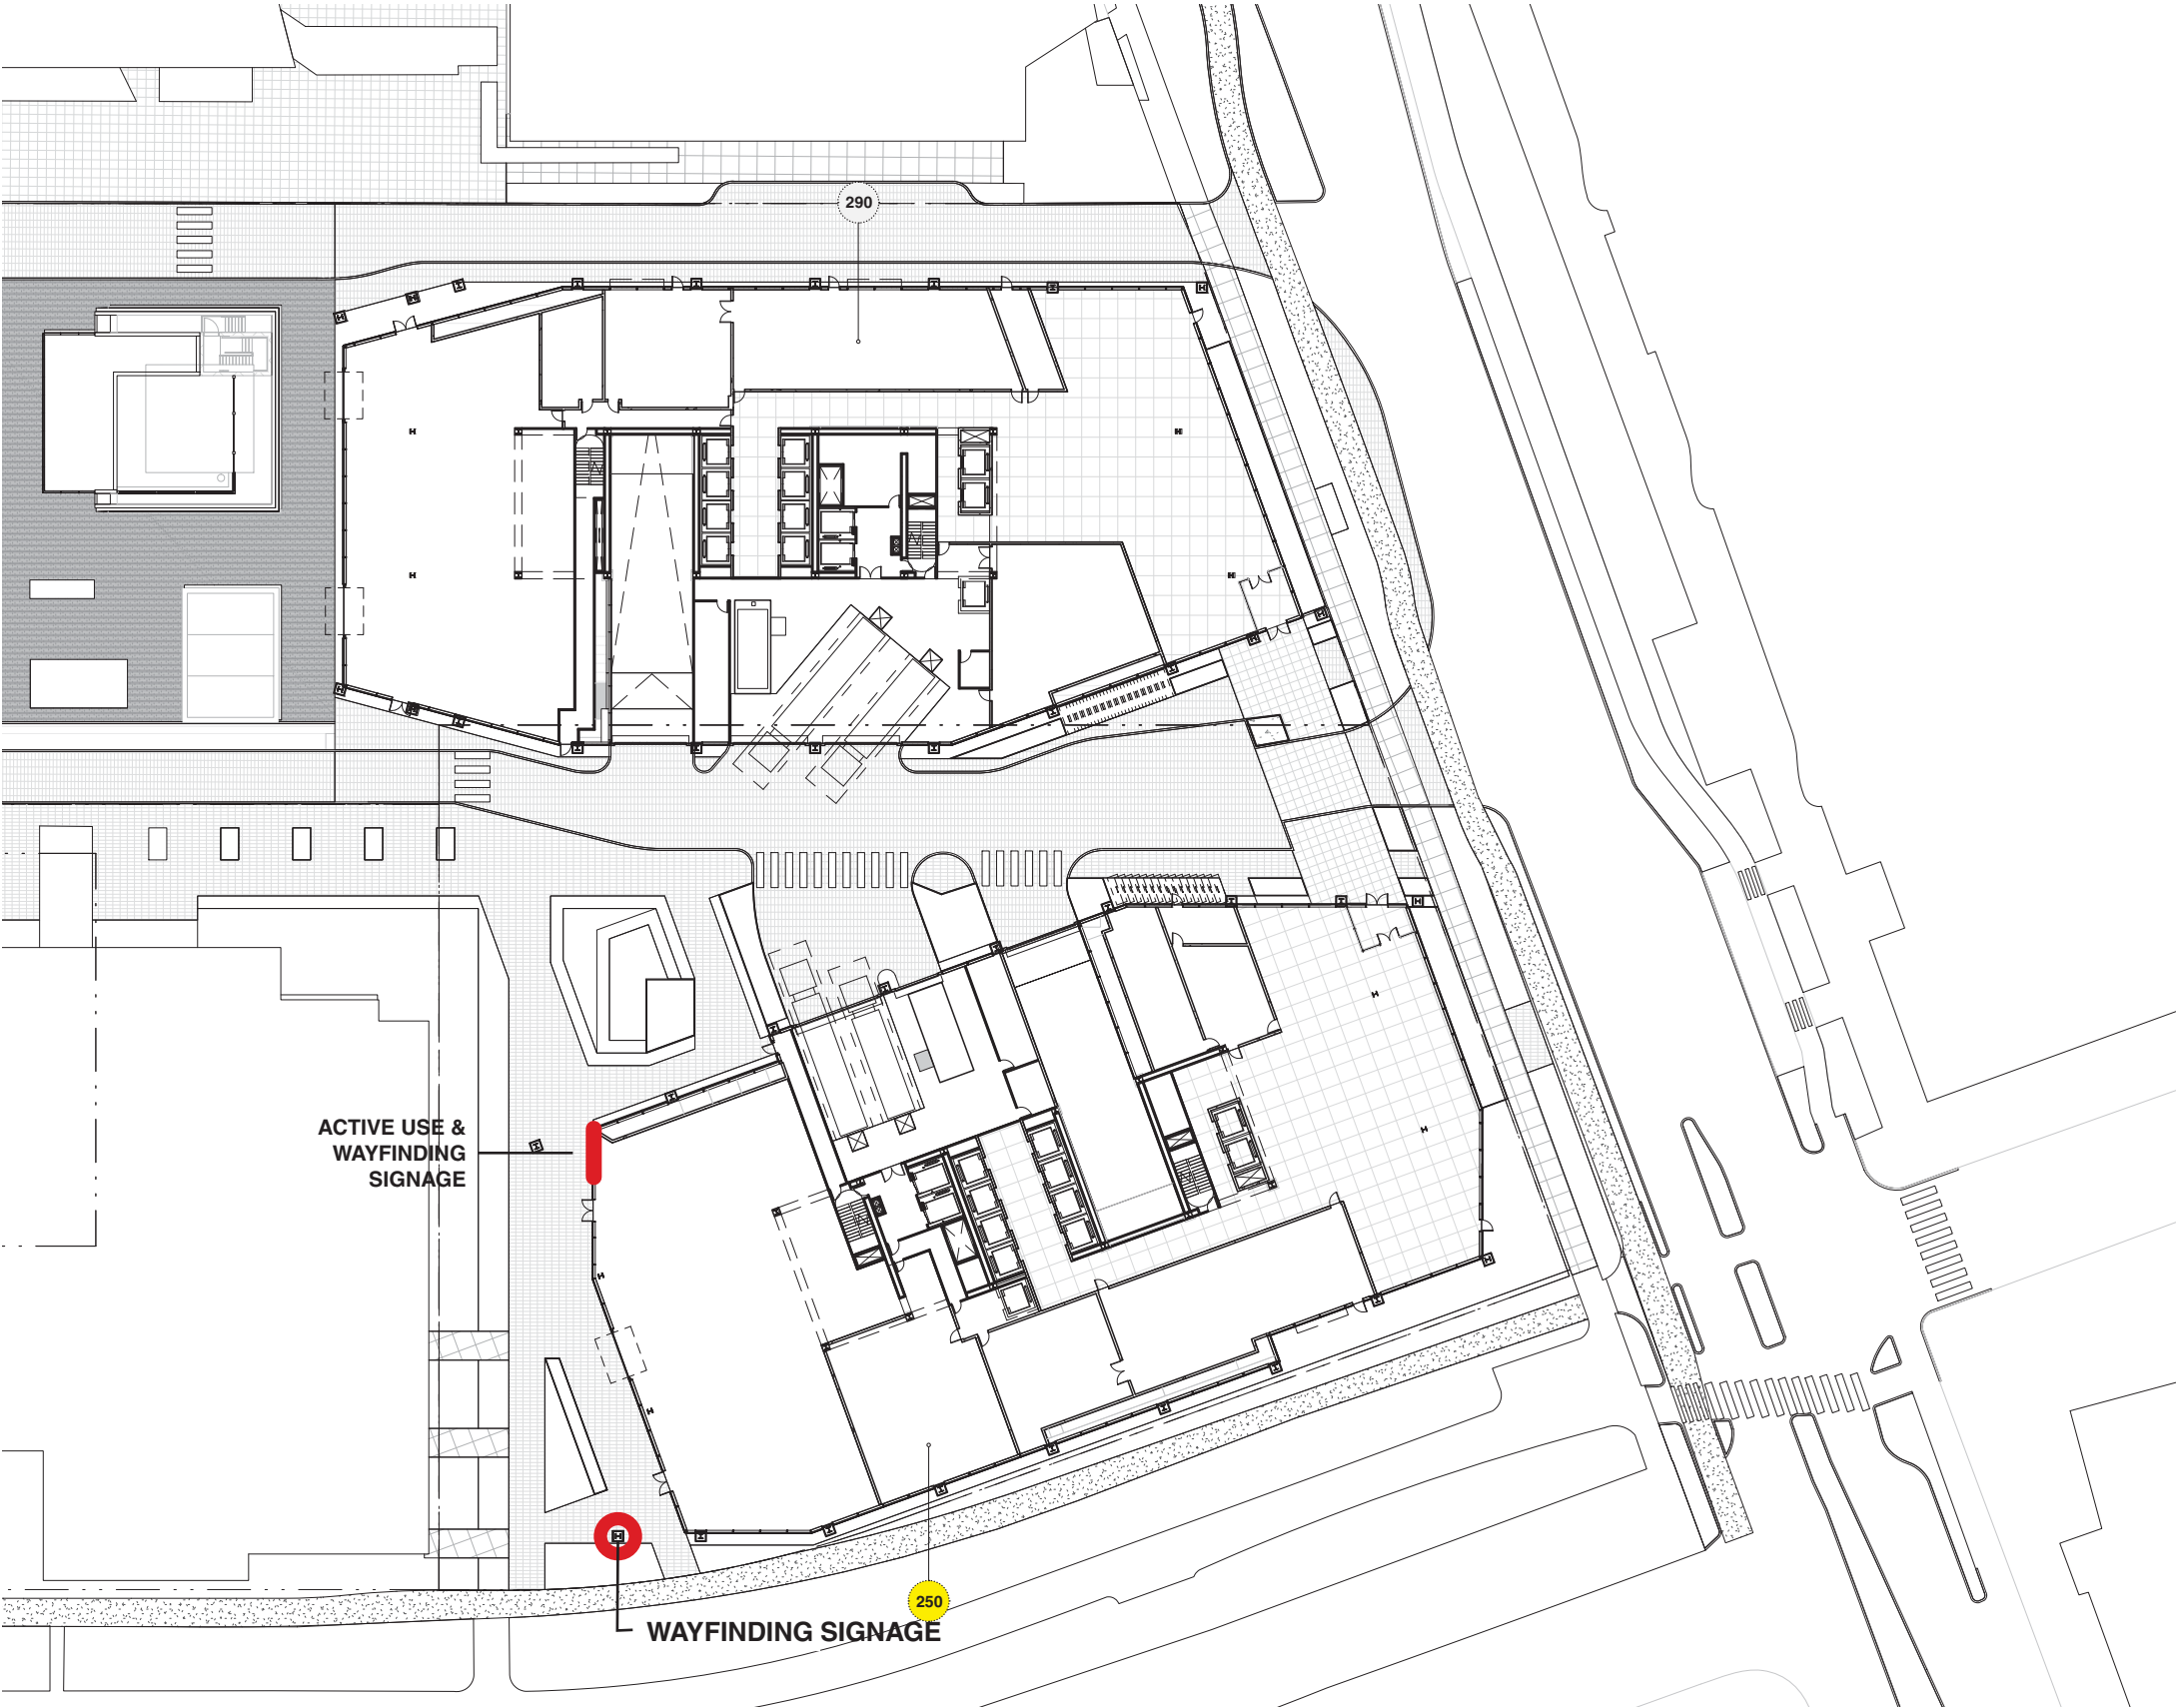 290
ACTIVE USE &
WAYFINDING
SIGNAGE
250
WAYFINDING SIGNAGE